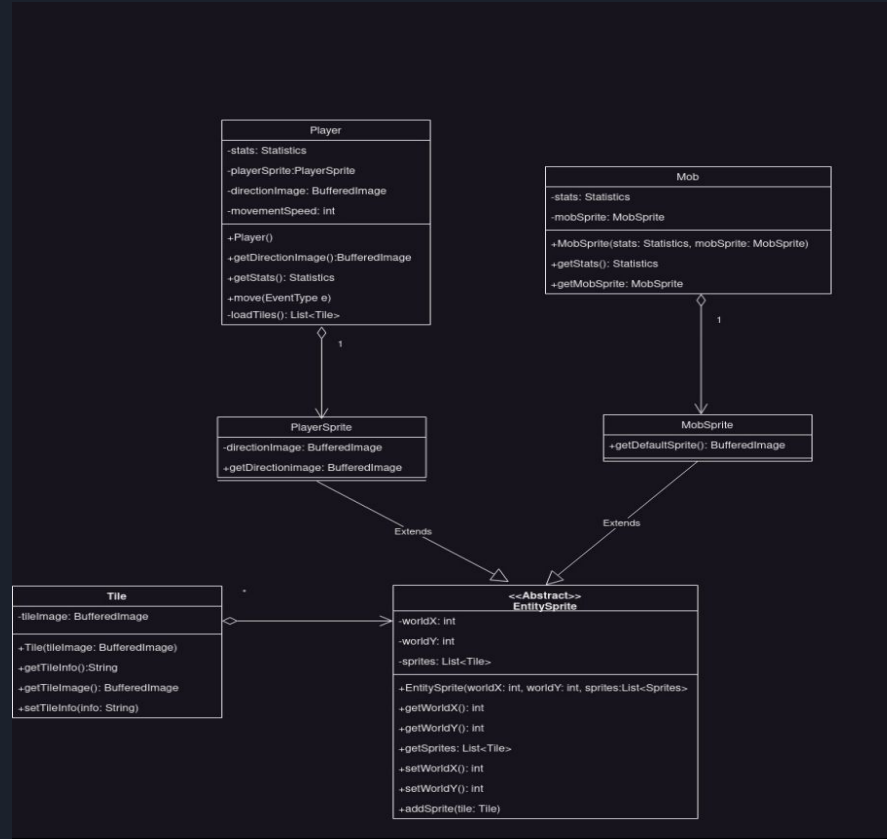 Player
-stats: Statistics
-playerSprite:PlayerSprite
-directionImage: BufferedImage
-movementSpeed: int
+Player()
+getDirectionImage():BufferedImage
+getStats(): Statistics
+move(EventType e)
-loadTiles(): List<Tile>
1
Mob
-stats: Statistics
-mobSprite: MobSprite
+MobSprite(stats: Statistics, mobSprite: MobSprite)
+getStats(): Statistics
+getMobSprite: MobSprite
1
PlayerSprite
-directionImage: BufferedImage
+getDirectionimage: BufferedImage
MobSprite
+getDefaultSprite(): BufferedImage
Extends
Extends
Tile
-tileImage: BufferedImage
+Tile(tileImage: BufferedImage)
+getTileInfo():String
+getTileImage(): BufferedImage
+setTileInfo(info: String)
*
<<Abstract>>
EntitySprite
-worldX: int
-worldY: int
-sprites: List<Tile>
+EntitySprite(worldX: int, worldY: int, sprites:List<Sprites>
+getWorldX(): int
+getWorldY(): int
+getSprites: List<Tile>
+setWorldX(): int
+setWorldY(): int
+addSprite(tile: Tile)